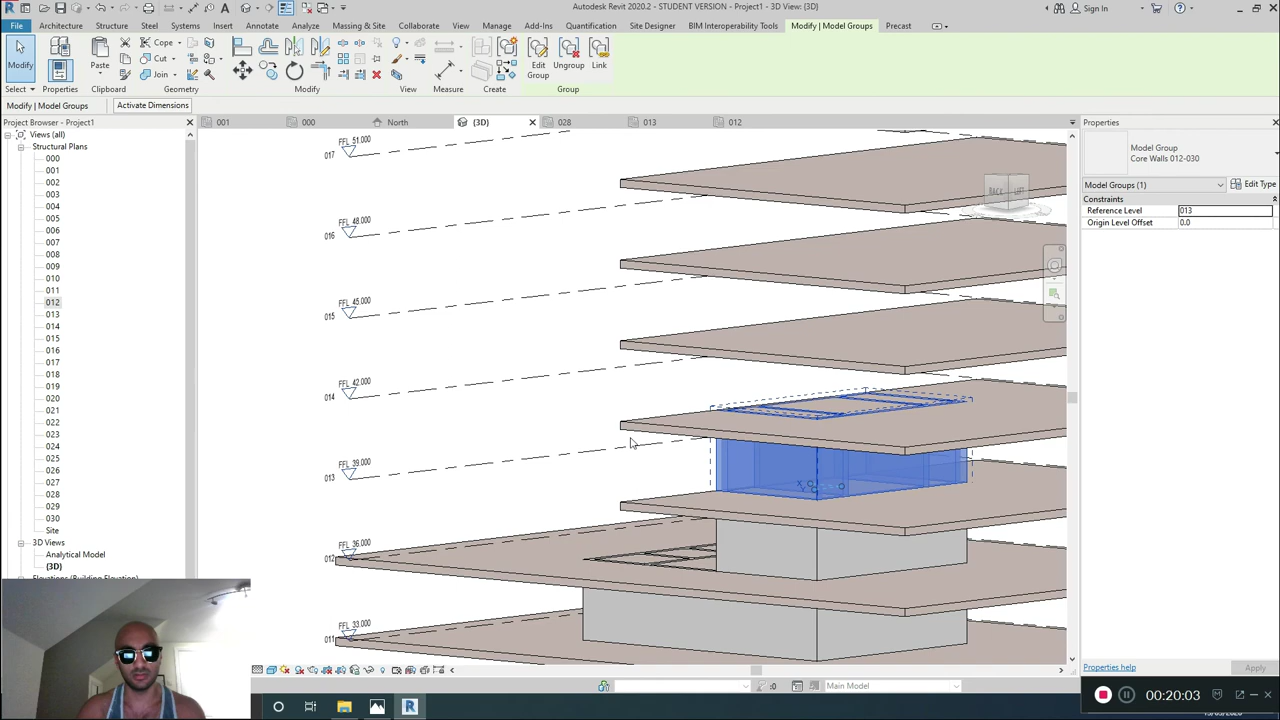 Autodesk Revit 2020.2 - STUDENT VERSION - Project1 - 3D View: {3D}
Sign In
File
Architecture
Structure
Steel
Systems
Insert
Annotate
Analyze
Massing & Site
Collaborate
View
Manage
Add-Ins
Quantification
Site Designer
BIM Interoperability Tools
Modify | Model Groups
Precast
Modify
Paste
Cope
Cut
Join
Edit Group
Ungroup
Link
Select
Properties
Clipboard
Geometry
Modify
View
Measure
Create
Group
Modify | Model Groups
Activate Dimensions
Project Browser - Project1
001
000
North
{3D}
028
013
012
Properties
Views (all)
Structural Plans
000
001
002
003
004
005
006
007
008
009
010
011
012
013
014
015
016
017
018
019
020
021
022
023
024
025
026
027
028
029
030
Site
3D Views
Analytical Model
{3D}
Elevations (Building Elevation)
FFL 51.000
017
FFL 48.000
016
FFL 45.000
015
FFL 42.000
014
FFL 39.000
013
FFL 36.000
012
FFL 33.000
011
BACK
LEFT
Model Group
Core Walls 012-030
Model Groups (1)
Edit Type
Constraints
Reference Level
013
Origin Level Offset
0.0
Properties help
Apply
:0
Main Model
00:20:03